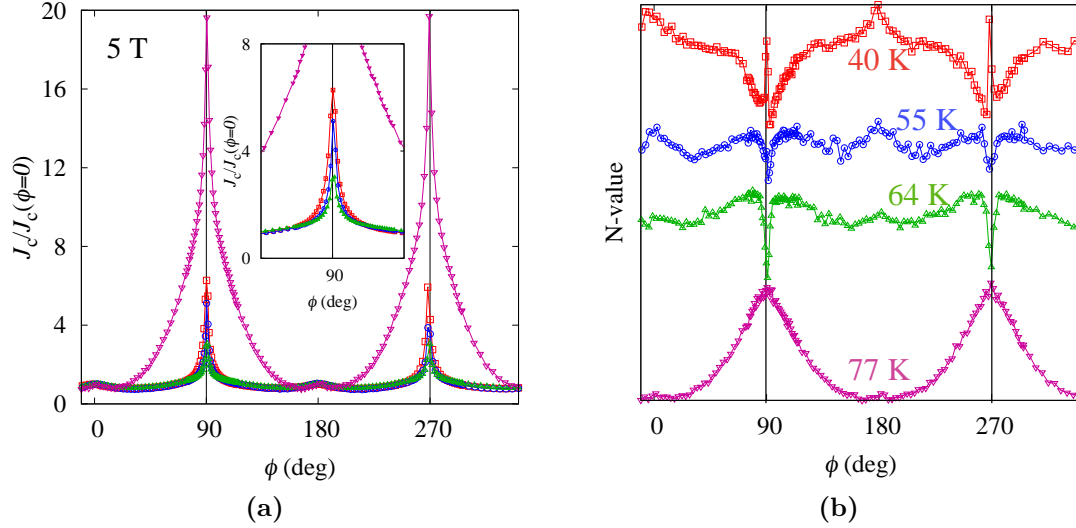 5 T
J_c/J_c(ϕ=0)
20
16
12
8
4
0
0 90 180 270
ϕ (deg)
J_c/J_c(ϕ=0)
8
4
0
90
ϕ (deg)
(a)
N-value
40 K
55 K
64 K
77 K
0 90 180 270
ϕ (deg)
(b)